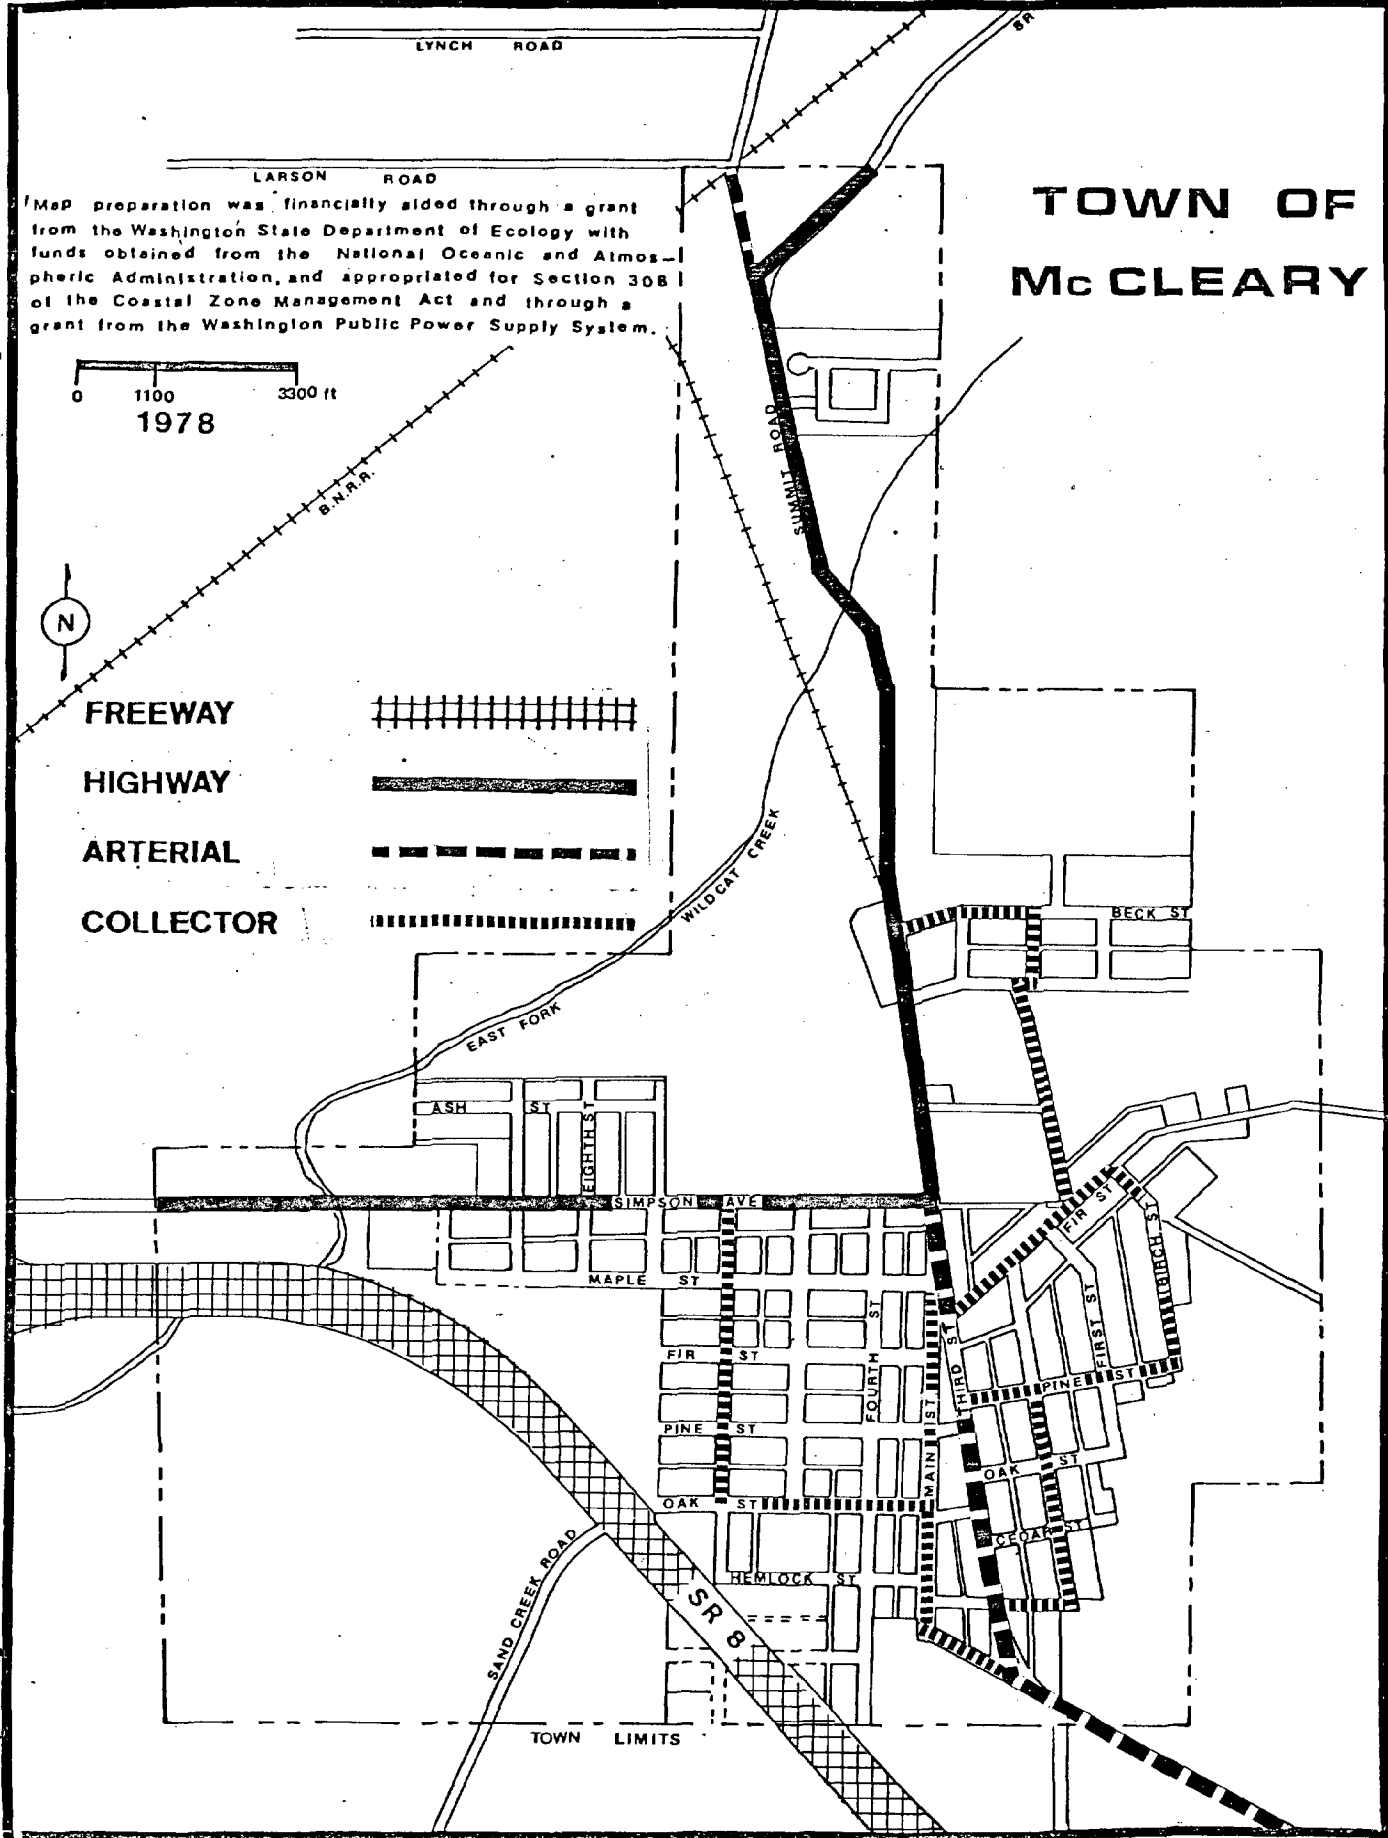 LYNCH ROAD
SR
LARSON ROAD
TOWN OF
McCLEARY
Map preparation was financially aided through a grant
from the Washington State Department of Ecology with
funds obtained from the National Oceanic and Atmos-
pheric Administration, and appropriated for Section 308
of the Coastal Zone Management Act and through a
grant from the Washington Public Power Supply System.
0 1100 3300 ft
1978
SUMMIT ROAD
B.N.R.R.
N
FREEWAY
HIGHWAY
ARTERIAL
COLLECTOR
WILDCAT CREEK
BECK ST
EAST FORK
ASH ST
EIGHTH ST
SIMPSON AVE
FIR ST
BIRCH ST
MAPLE ST
FOURTH ST
FIRST ST
THIRD ST
FIR ST
PINE ST
PINE ST
MAIN ST
OAK ST
OAK ST
CEDAR ST
HEMLOCK ST
SAND CREEK ROAD
SR 8
TOWN LIMITS